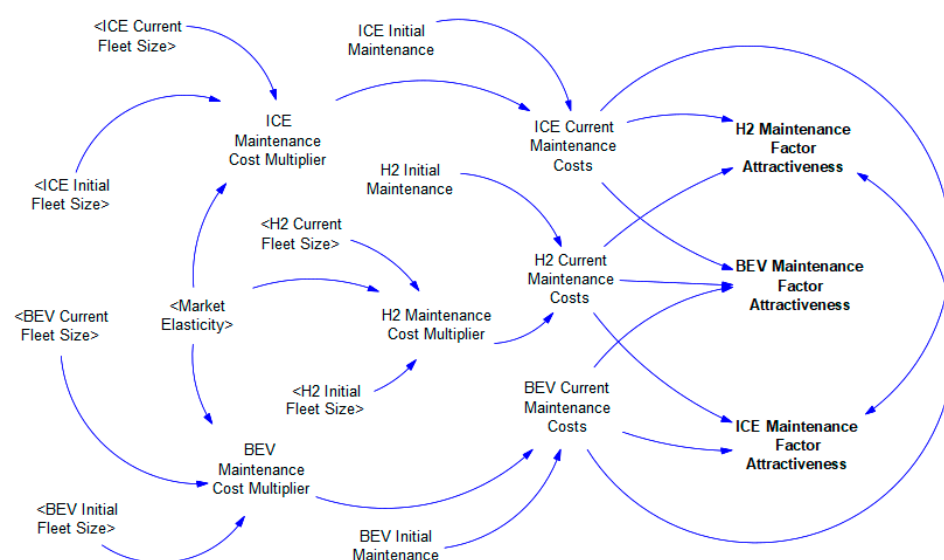 <ICE Current
Fleet Size>
ICE Initial
Maintenance
ICE
Maintenance
Cost Multiplier
ICE Current
Maintenance
Costs
H2 Maintenance
Factor
Attractiveness
<ICE Initial
Fleet Size>
H2 Initial
Maintenance
<H2 Current
Fleet Size>
H2 Current
Maintenance
Costs
BEV Maintenance
Factor
Attractiveness
<BEV Current
Fleet Size>
<Market
Elasticity>
H2 Maintenance
Cost Multiplier
<H2 Initial
Fleet Size>
BEV Current
Maintenance
Costs
ICE Maintenance
Factor
Attractiveness
BEV
Maintenance
Cost Multiplier
<BEV Initial
Fleet Size>
BEV Initial
Maintenance